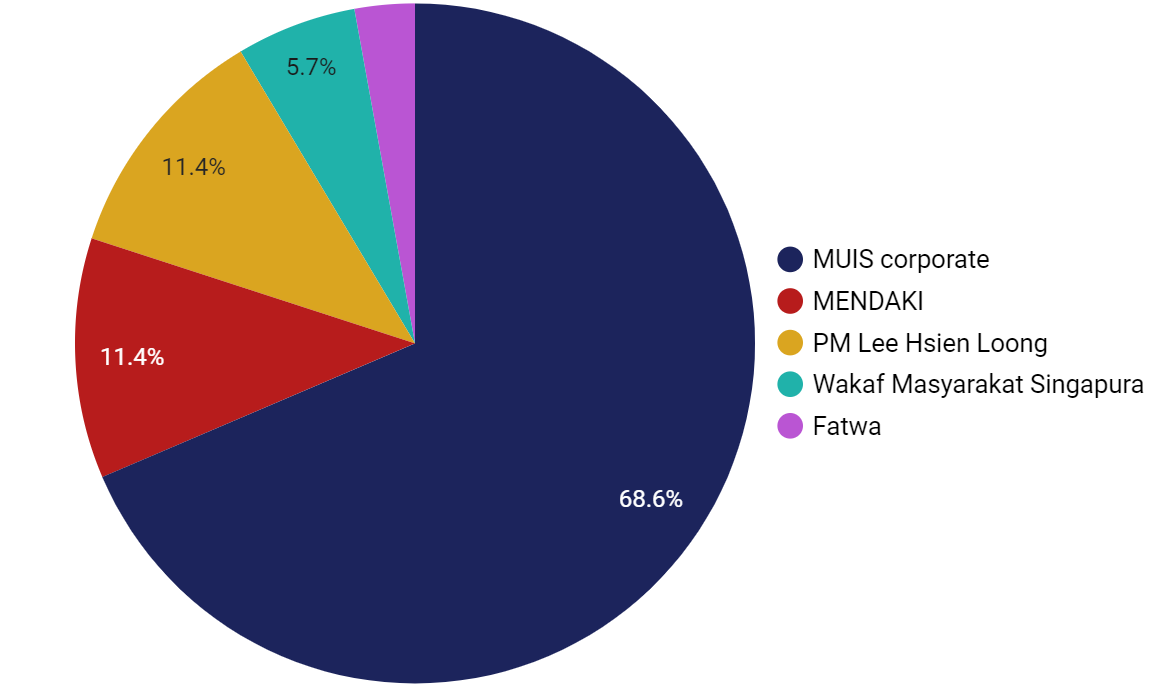 5.7%
11.4%
11.4%
68.6%
MUIS corporate
MENDAKI
PM Lee Hsien Loong
Wakaf Masyarakat Singapura
Fatwa